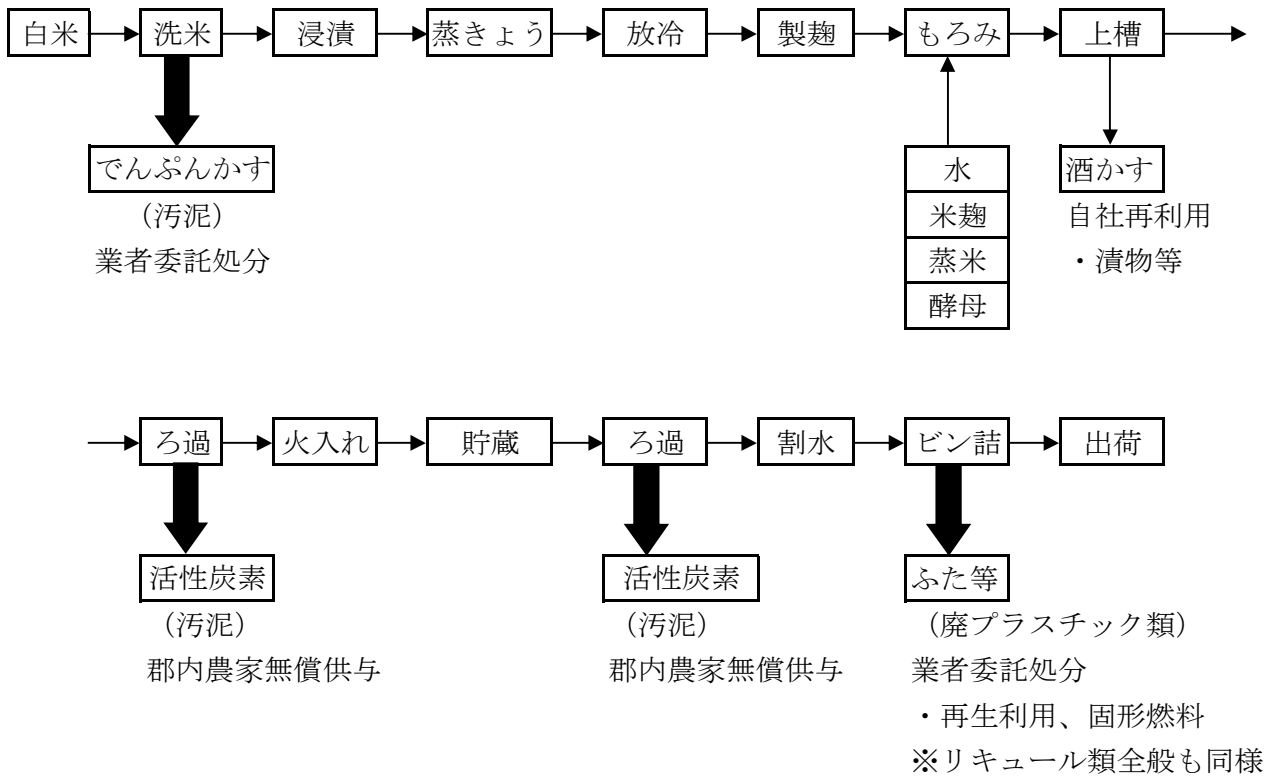 白米
洗米
浸漬
蒸きょう
放冷
製麹
もろみ
上槽
でんぷんかす
（汚泥）
業者委託処分
水
米麹
蒸米
酵母
酒かす
自社再利用
・漬物等
ろ過
火入れ
貯蔵
ろ過
割水
ビン詰
出荷
活性炭素
（汚泥）
郡内農家無償供与
活性炭素
（汚泥）
郡内農家無償供与
ふた等
（廃プラスチック類）
業者委託処分
・再生利用、固形燃料
※リキュール類全般も同様